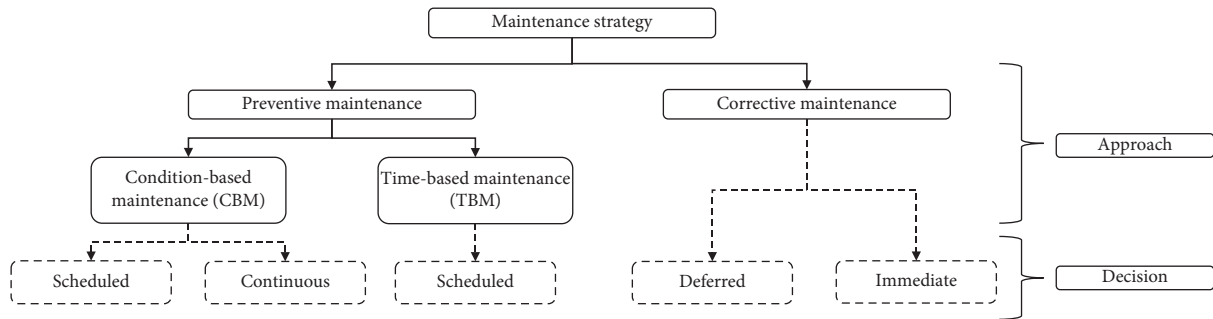 Maintenance strategy
Preventive maintenance
Corrective maintenance
Approach
Condition-based
maintenance (CBM)
Time-based maintenance
(TBM)
Scheduled
Continuous
Scheduled
Deferred
Immediate
Decision